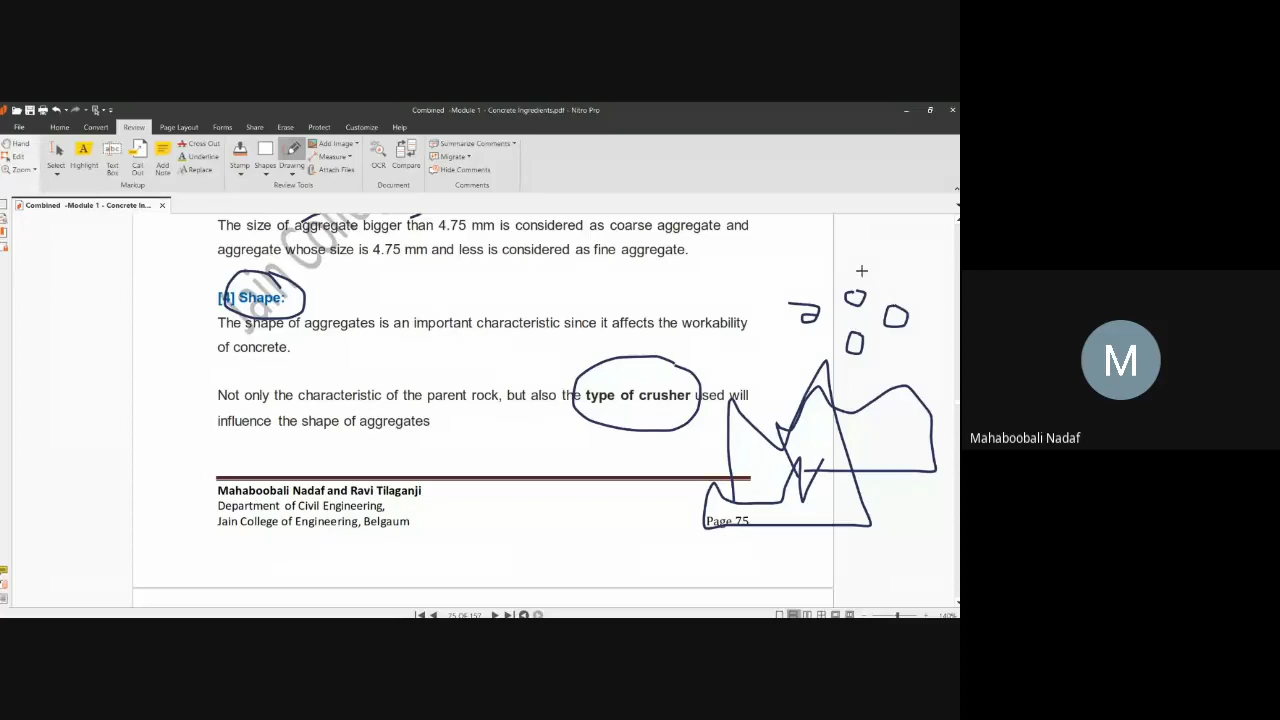 Combined -Module 1 - Concrete Ingredients.pdf - Nitro Pro
File Home Convert Review Page Layout Forms Share Erase Protect Customize Help
Hand
Edit
Zoom
Select Highlight Text Box Call Out Add Note
Cross Out
Underline
Replace
Markup
Stamp Shapes Drawing
Add Image
Measure
Attach Files
Review Tools
OCR Compare
Document
Summarize Comments
Migrate
Hide Comments
Comments
Combined -Module 1 - Concrete In...
The size of aggregate bigger than 4.75 mm is considered as coarse aggregate and
aggregate whose size is 4.75 mm and less is considered as fine aggregate.
[4] Shape:
The shape of aggregates is an important characteristic since it affects the workability
of concrete.
Not only the characteristic of the parent rock, but also the type of crusher used will
influence the shape of aggregates
Mahaboobali Nadaf and Ravi Tilaganji
Department of Civil Engineering,
Jain College of Engineering, Belgaum
Page 75
75 OF 157
140%
M
Mahaboobali Nadaf